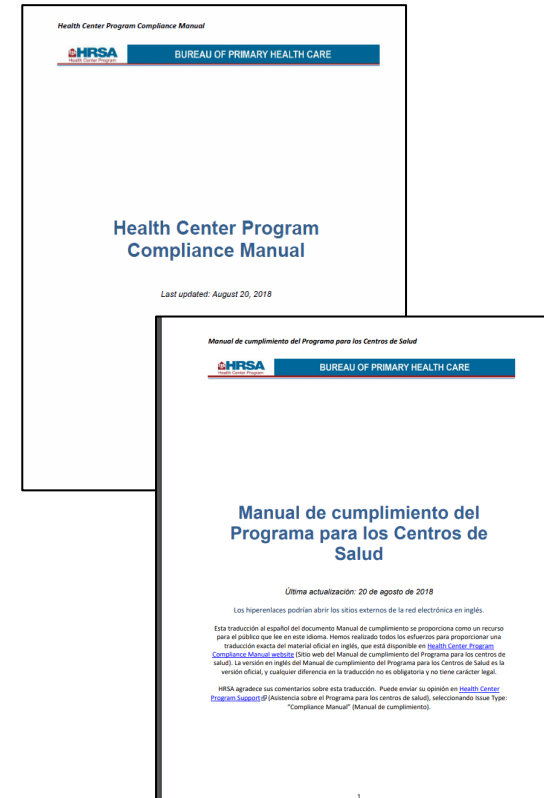 Health Center Program Compliance Manual
HRSA
Health Center Program
BUREAU OF PRIMARY HEALTH CARE
Health Center Program
Compliance Manual
Last updated: August 20, 2018
Manual de cumplimiento del Programa para los Centros de Salud
HRSA
Health Center Program
BUREAU OF PRIMARY HEALTH CARE
Manual de cumplimiento del
Programa para los Centros de
Salud
Última actualización: 20 de agosto de 2018
Los hiperenlaces podrían abrir los sitios externos de la red electrónica en inglés.
Esta traducción al español del documento Manual de cumplimiento se proporciona como un recurso
para el público que lee en este idioma. Hemos realizado todos los esfuerzos para proporcionar una
traducción exacta del material oficial en inglés, que está disponible en Health Center Program
Compliance Manual website (Sitio web del Manual de cumplimiento del Programa para los centros de
salud). La versión en inglés del Manual de cumplimiento del Programa para los Centros de Salud es la
versión oficial, y cualquier diferencia en la traducción no es obligatoria y no tiene carácter legal.
HRSA agradece sus comentarios sobre esta traducción. Puede enviar su opinión en Health Center
Program Support (Asistencia sobre el Programa para los centros de salud), seleccionando Issue Type:
"Compliance Manual" (Manual de cumplimiento).
1